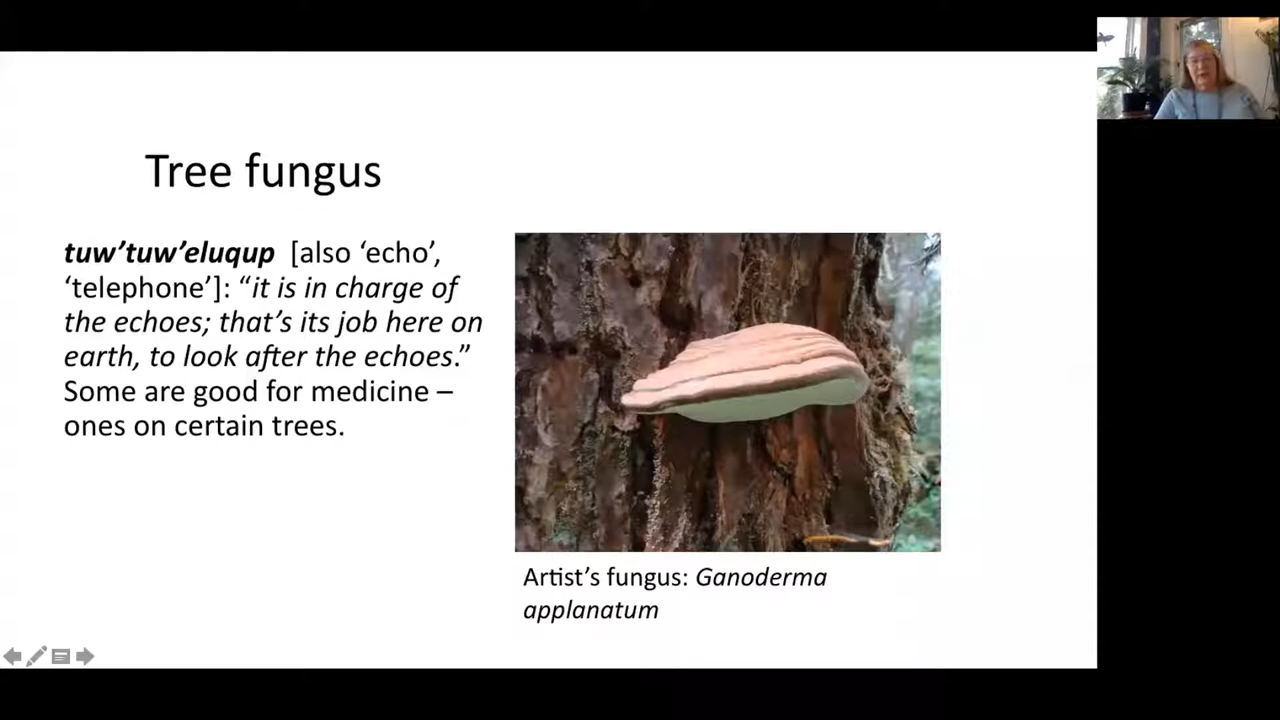 Tree fungus
tuw’tuw’eluqup [also ‘echo’,
‘telephone’]: “it is in charge of
the echoes; that’s its job here on
earth, to look after the echoes.”
Some are good for medicine –
ones on certain trees.
Artist’s fungus: Ganoderma
applanatum